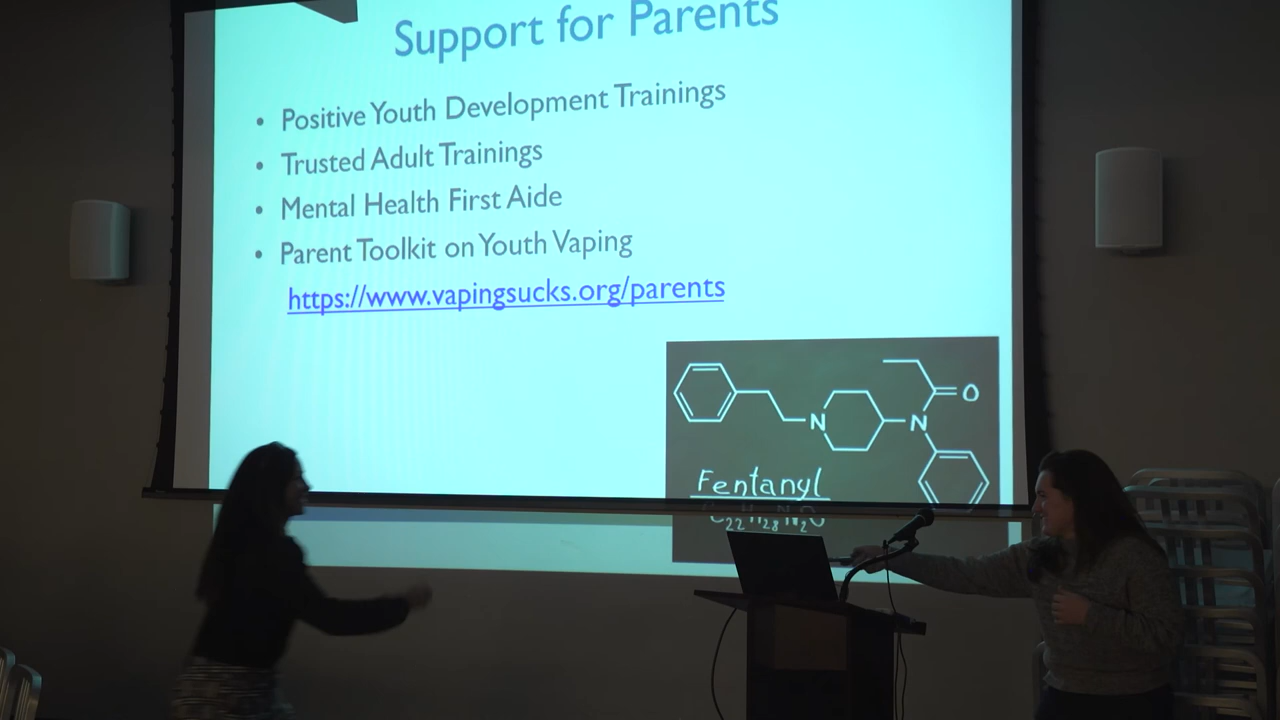 Support for Parents
• Positive Youth Development Trainings
• Trusted Adult Trainings
• Mental Health First Aide
• Parent Toolkit on Youth Vaping
https://www.vapingsucks.org/parents
O
N
N
Fentanyl
C22H28N2O